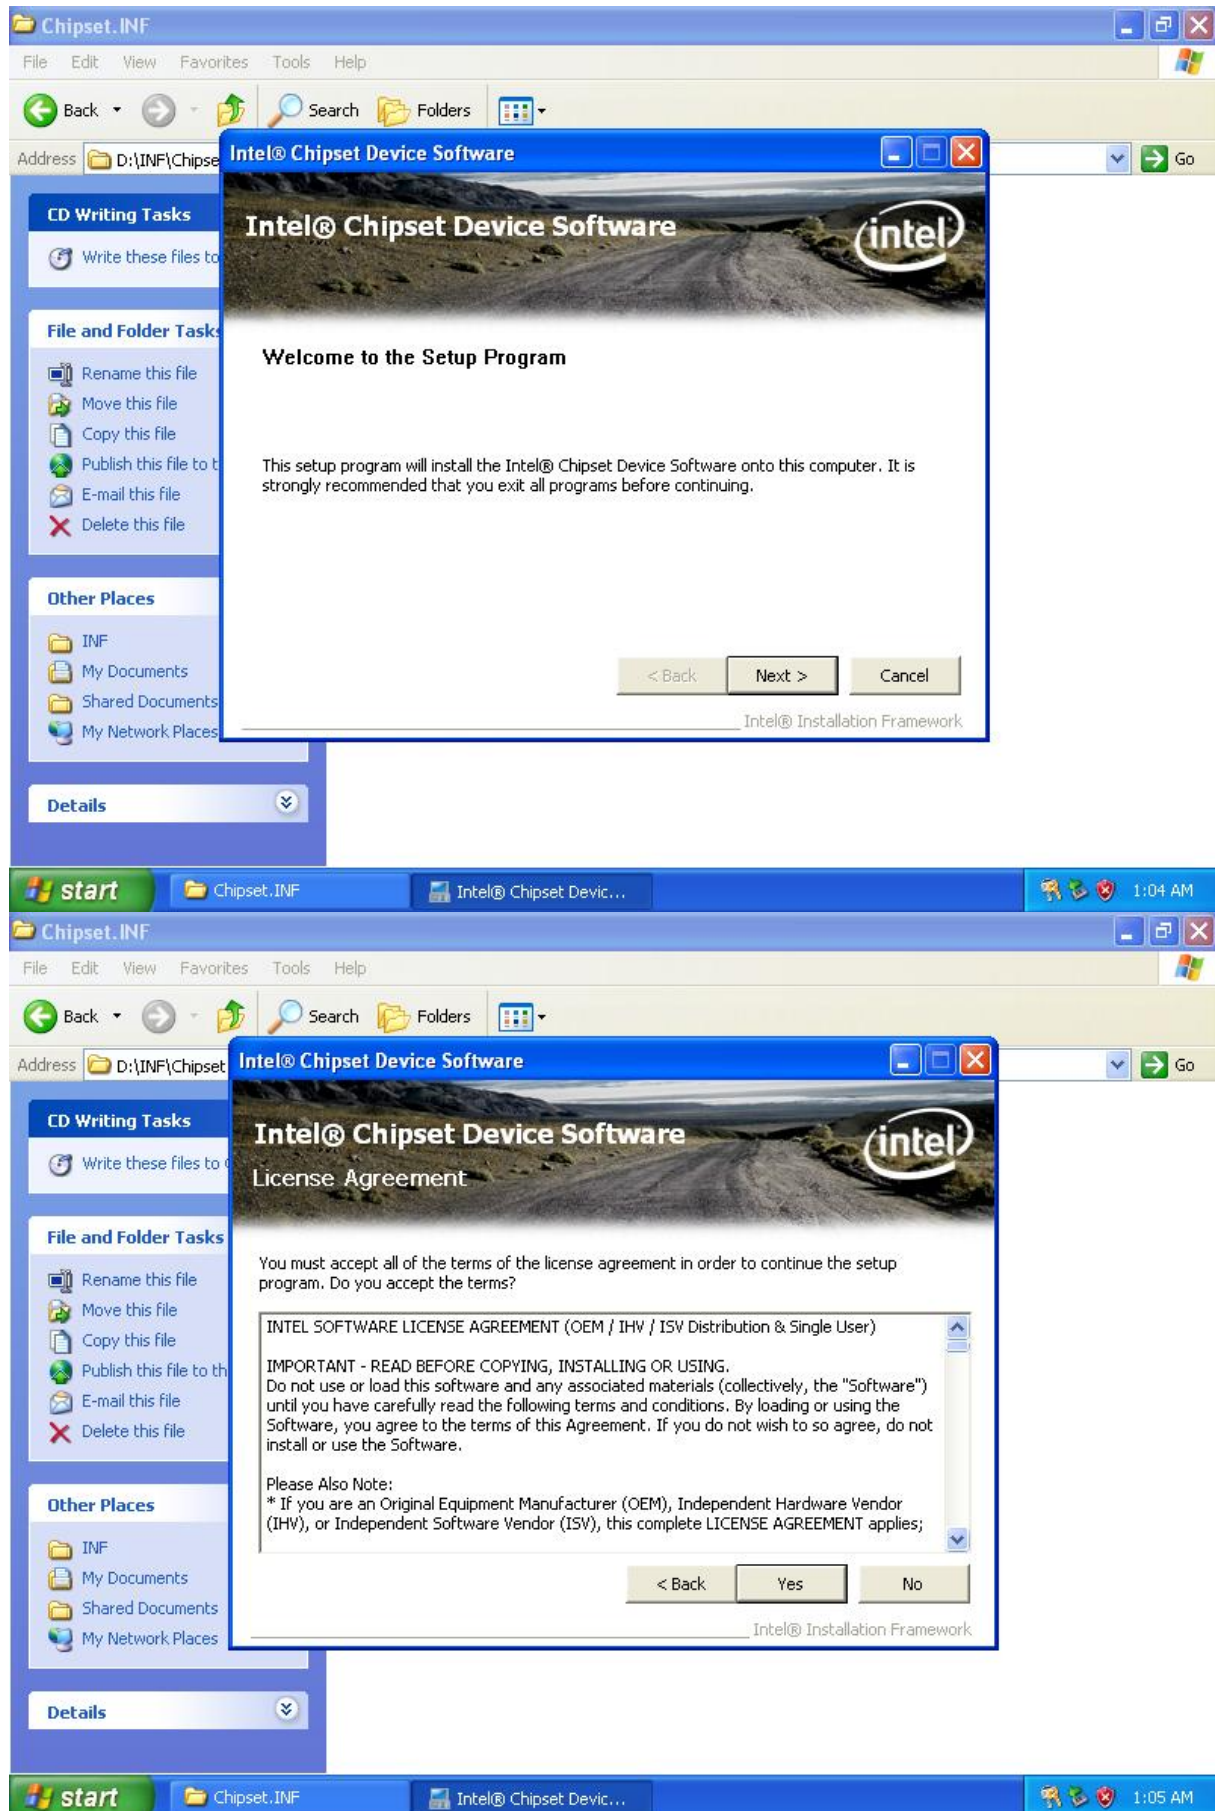 Chipset.INF
File Edit View Favorites Tools Help
Back Search Folders
Address D:\INF\Chipse Go
Intel® Chipset Device Software
Intel® Chipset Device Software
intel
CD Writing Tasks
Write these files to
File and Folder Tasks
Rename this file
Move this file
Copy this file
Publish this file to t
E-mail this file
Delete this file
Other Places
INF
My Documents
Shared Documents
My Network Places
Details
Welcome to the Setup Program
This setup program will install the Intel® Chipset Device Software onto this computer. It is
strongly recommended that you exit all programs before continuing.
< Back Next > Cancel
Intel® Installation Framework
start Chipset.INF Intel® Chipset Devic... 1:04 AM
Chipset.INF
File Edit View Favorites Tools Help
Back Search Folders
Address D:\INF\Chipset Go
Intel® Chipset Device Software
Intel® Chipset Device Software
License Agreement
intel
CD Writing Tasks
Write these files to
File and Folder Tasks
Rename this file
Move this file
Copy this file
Publish this file to th
E-mail this file
Delete this file
Other Places
INF
My Documents
Shared Documents
My Network Places
Details
You must accept all of the terms of the license agreement in order to continue the setup
program. Do you accept the terms?
INTEL SOFTWARE LICENSE AGREEMENT (OEM / IHV / ISV Distribution & Single User)
IMPORTANT - READ BEFORE COPYING, INSTALLING OR USING.
Do not use or load this software and any associated materials (collectively, the "Software")
until you have carefully read the following terms and conditions. By loading or using the
Software, you agree to the terms of this Agreement. If you do not wish to so agree, do not
install or use the Software.
Please Also Note:
* If you are an Original Equipment Manufacturer (OEM), Independent Hardware Vendor
(IHV), or Independent Software Vendor (ISV), this complete LICENSE AGREEMENT applies;
< Back Yes No
Intel® Installation Framework
start Chipset.INF Intel® Chipset Devic... 1:05 AM